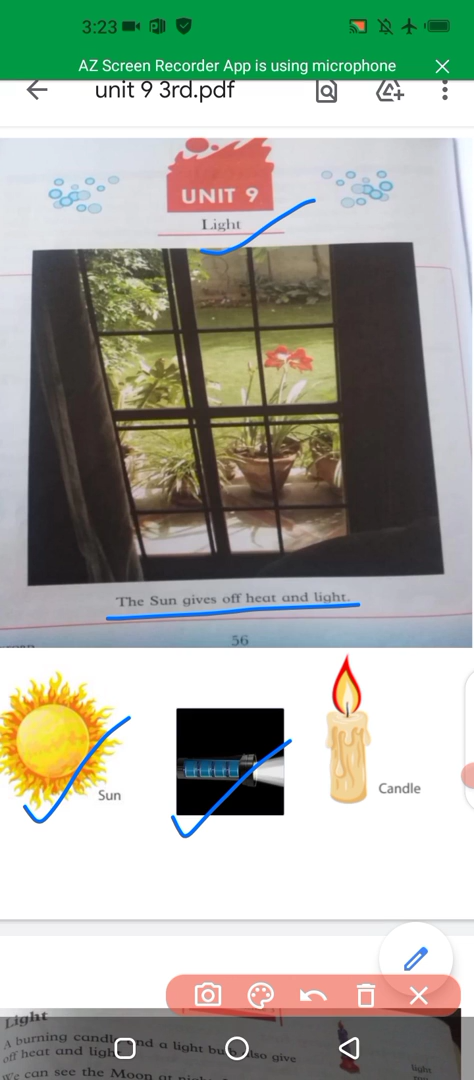 3:23
AZ Screen Recorder App is using microphone
unit 9 3rd.pdf
UNIT 9
Light
The Sun gives off heat and light.
56
Sun
Candle
Light
A burning candle and a light bulb also give
off heat and light
We can see the Moon at night
light